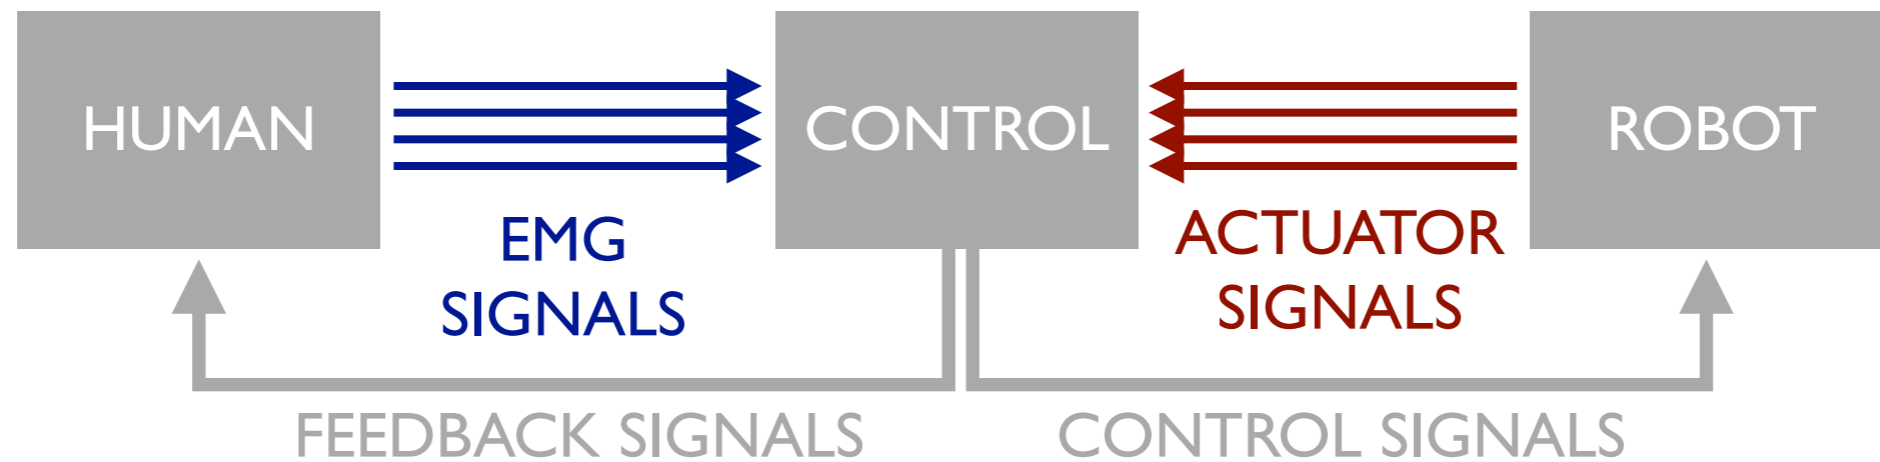 HUMAN
CONTROL
ROBOT
EMG
SIGNALS
ACTUATOR
SIGNALS
FEEDBACK SIGNALS
CONTROL SIGNALS